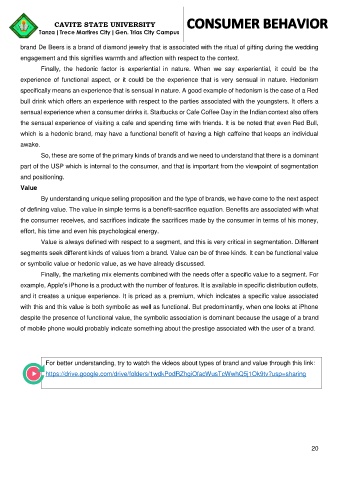 CAVITE STATE UNIVERSITY
Tanza | Trece Martires City | Gen. Trias City Campus
CONSUMER BEHAVIOR
brand De Beers is a brand of diamond jewelry that is associated with the ritual of gifting during the wedding
engagement and this signifies warmth and affection with respect to the context.
Finally, the hedonic factor is experiential in nature. When we say experiential, it could be the
experience of functional aspect, or it could be the experience that is very sensual in nature. Hedonism
specifically means an experience that is sensual in nature. A good example of hedonism is the case of a Red
bull drink which offers an experience with respect to the parties associated with the youngsters. It offers a
sensual experience when a consumer drinks it. Starbucks or Cafe Coffee Day in the Indian context also offers
the sensual experience of visiting a cafe and spending time with friends. It is be noted that even Red Bull,
which is a hedonic brand, may have a functional benefit of having a high caffeine that keeps an individual
awake.
So, these are some of the primary kinds of brands and we need to understand that there is a dominant
part of the USP which is internal to the consumer, and that is important from the viewpoint of segmentation
and positioning.
Value
By understanding unique selling proposition and the type of brands, we have come to the next aspect
of defining value. The value in simple terms is a benefit-sacrifice equation. Benefits are associated with what
the consumer receives, and sacrifices indicate the sacrifices made by the consumer in terms of his money,
effort, his time and even his psychological energy.
Value is always defined with respect to a segment, and this is very critical in segmentation. Different
segments seek different kinds of values from a brand. Value can be of three kinds. It can be functional value
or symbolic value or hedonic value, as we have already discussed.
Finally, the marketing mix elements combined with the needs offer a specific value to a segment. For
example, Apple's iPhone is a product with the number of features. It is available in specific distribution outlets,
and it creates a unique experience. It is priced as a premium, which indicates a specific value associated
with this and this value is both symbolic as well as functional. But predominantly, when one looks at iPhone
despite the presence of functional value, the symbolic association is dominant because the usage of a brand
of mobile phone would probably indicate something about the prestige associated with the user of a brand.
For better understanding, try to watch the videos about types of brand and value through this link:
20